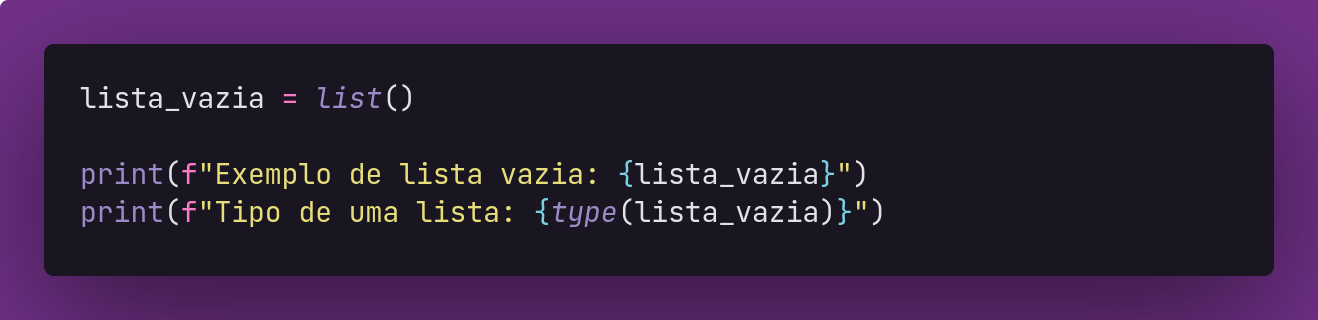 lista_vazia = list()
print(f"Exemplo de lista vazia: {lista_vazia}")
print(f"Tipo de uma lista: {type(lista_vazia)}")